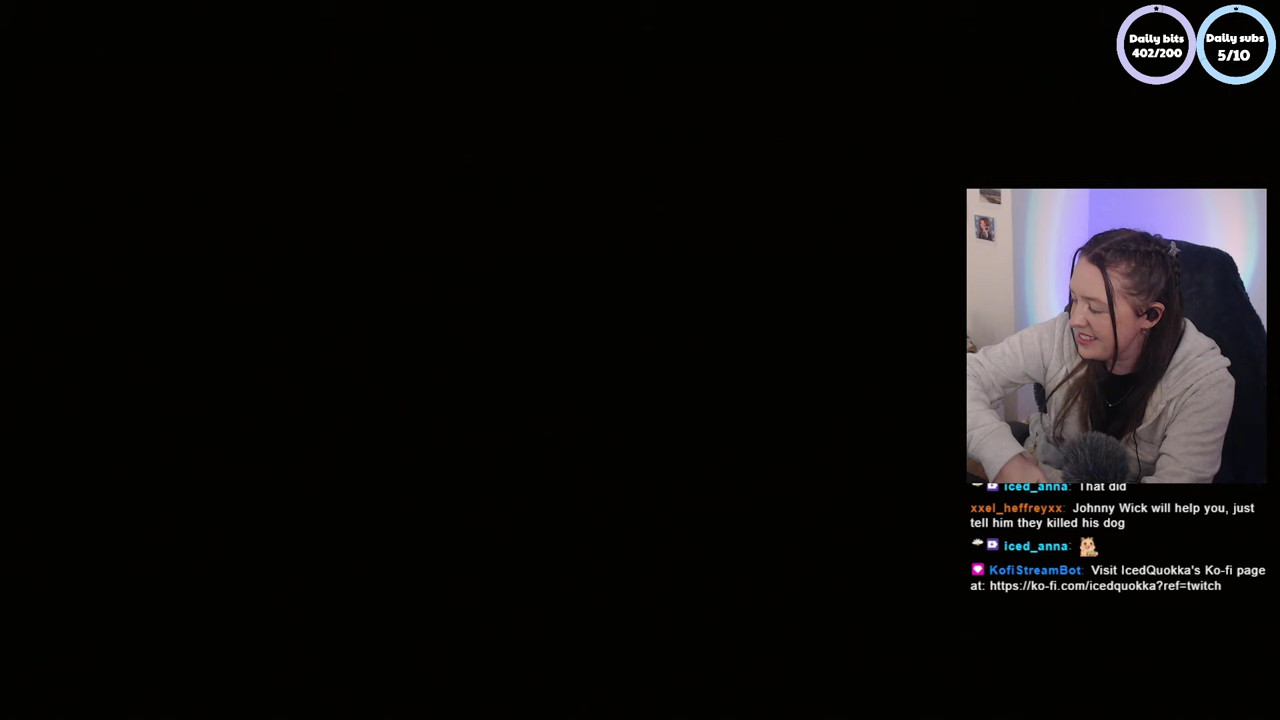 Daily bits
402/200
Daily subs
5/10
iced_anna: That did
xxel_heffreyxx: Johnny Wick will help you, just
tell him they killed his dog
iced_anna:
KofiStreamBot: Visit IcedQuokka's Ko-fi page
at: https://ko-fi.com/icedquokka?ref=twitch